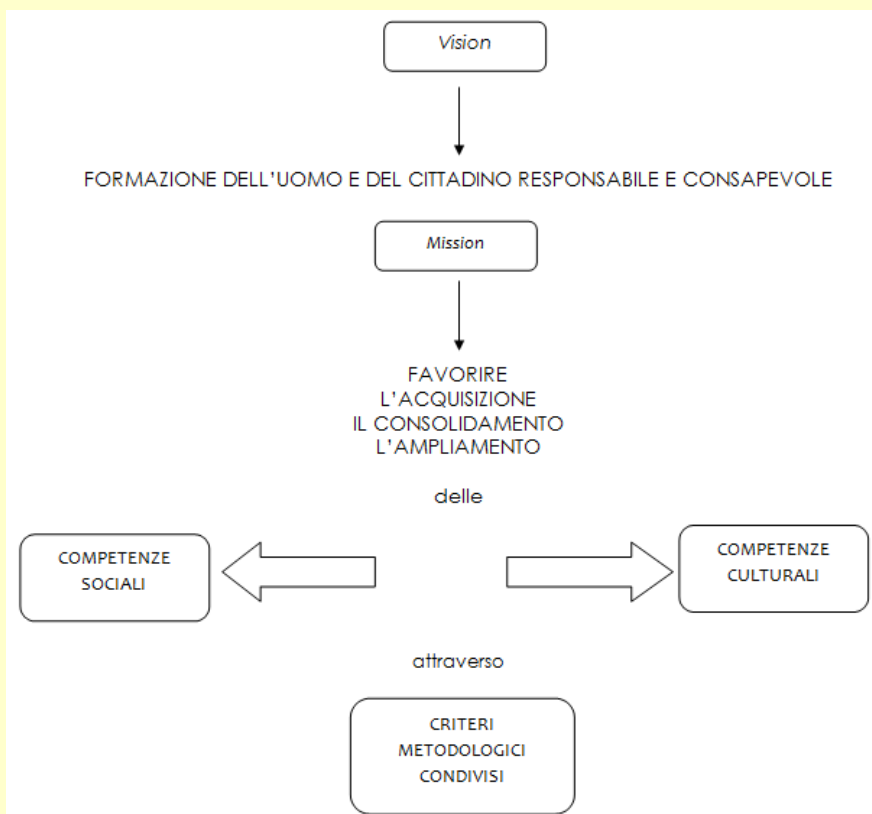 Vision
FORMAZIONE DELL'UOMO E DEL CITTADINO RESPONSABILE E CONSAPEVOLE
Mission
FAVORIRE
L'ACQUISIZIONE
IL CONSOLIDAMENTO
L'AMPLIAMENTO
delle
COMPETENZE
SOCIALI
COMPETENZE
CULTURALI
attraverso
CRITERI
METODOLOGICI
CONDIVISI